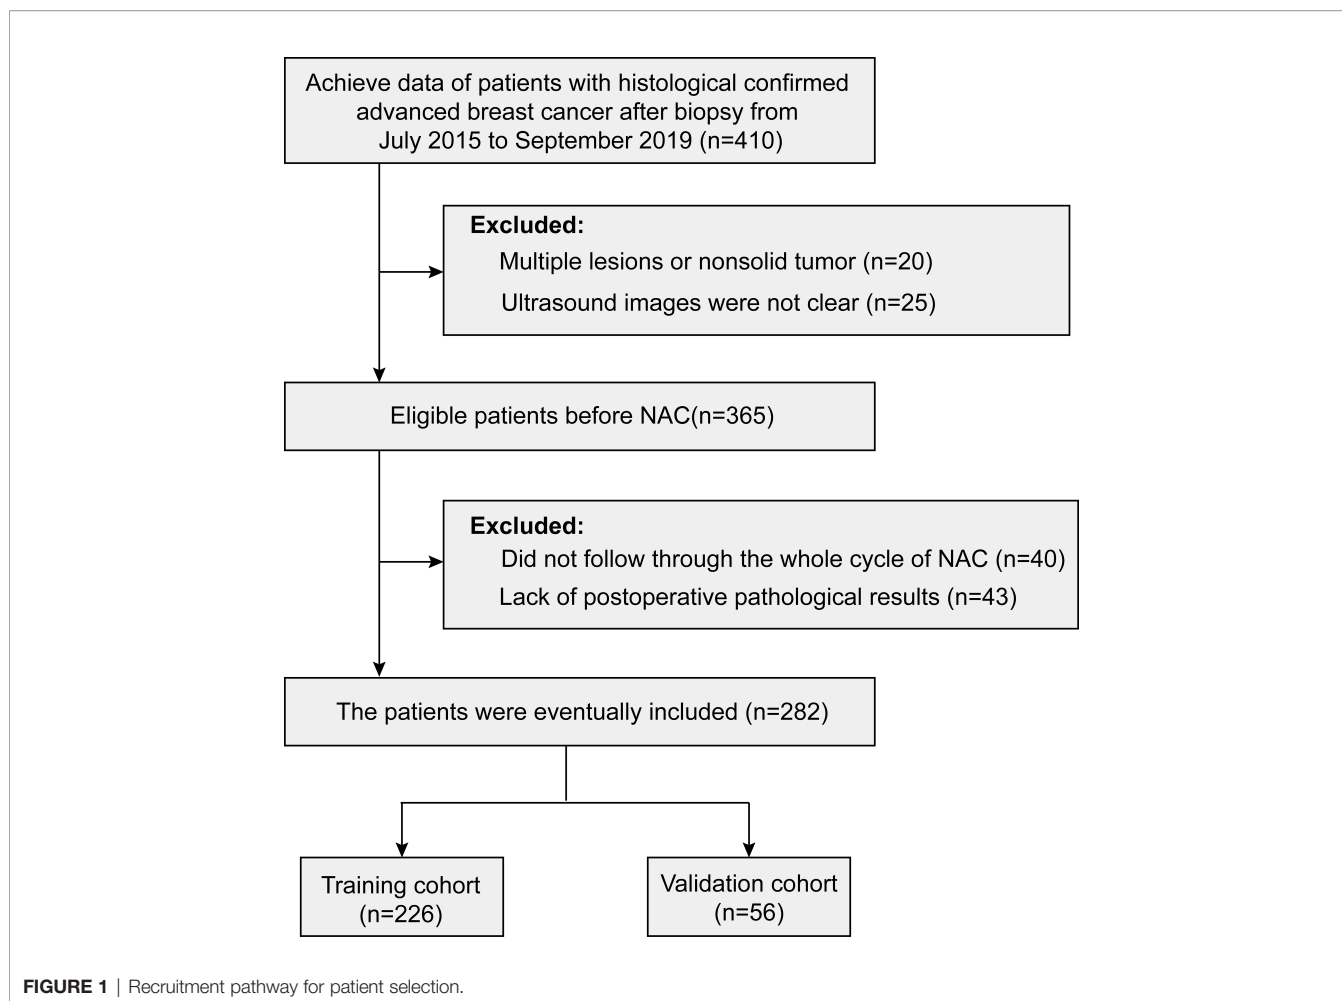 Achieve data of patients with histological confirmed
advanced breast cancer after biopsy from
July 2015 to September 2019 (n=410)
Excluded:
Multiple lesions or nonsolid tumor (n=20)
Ultrasound images were not clear (n=25)
Eligible patients before NAC(n=365)
Excluded:
Did not follow through the whole cycle of NAC (n=40)
Lack of postoperative pathological results (n=43)
The patients were eventually included (n=282)
Training cohort
(n=226)
Validation cohort
(n=56)
FIGURE 1 | Recruitment pathway for patient selection.